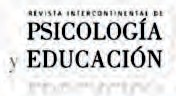 REVISTA INTERCONTINENTAL DE
PSICOLOGÍA
y EDUCACIÓN